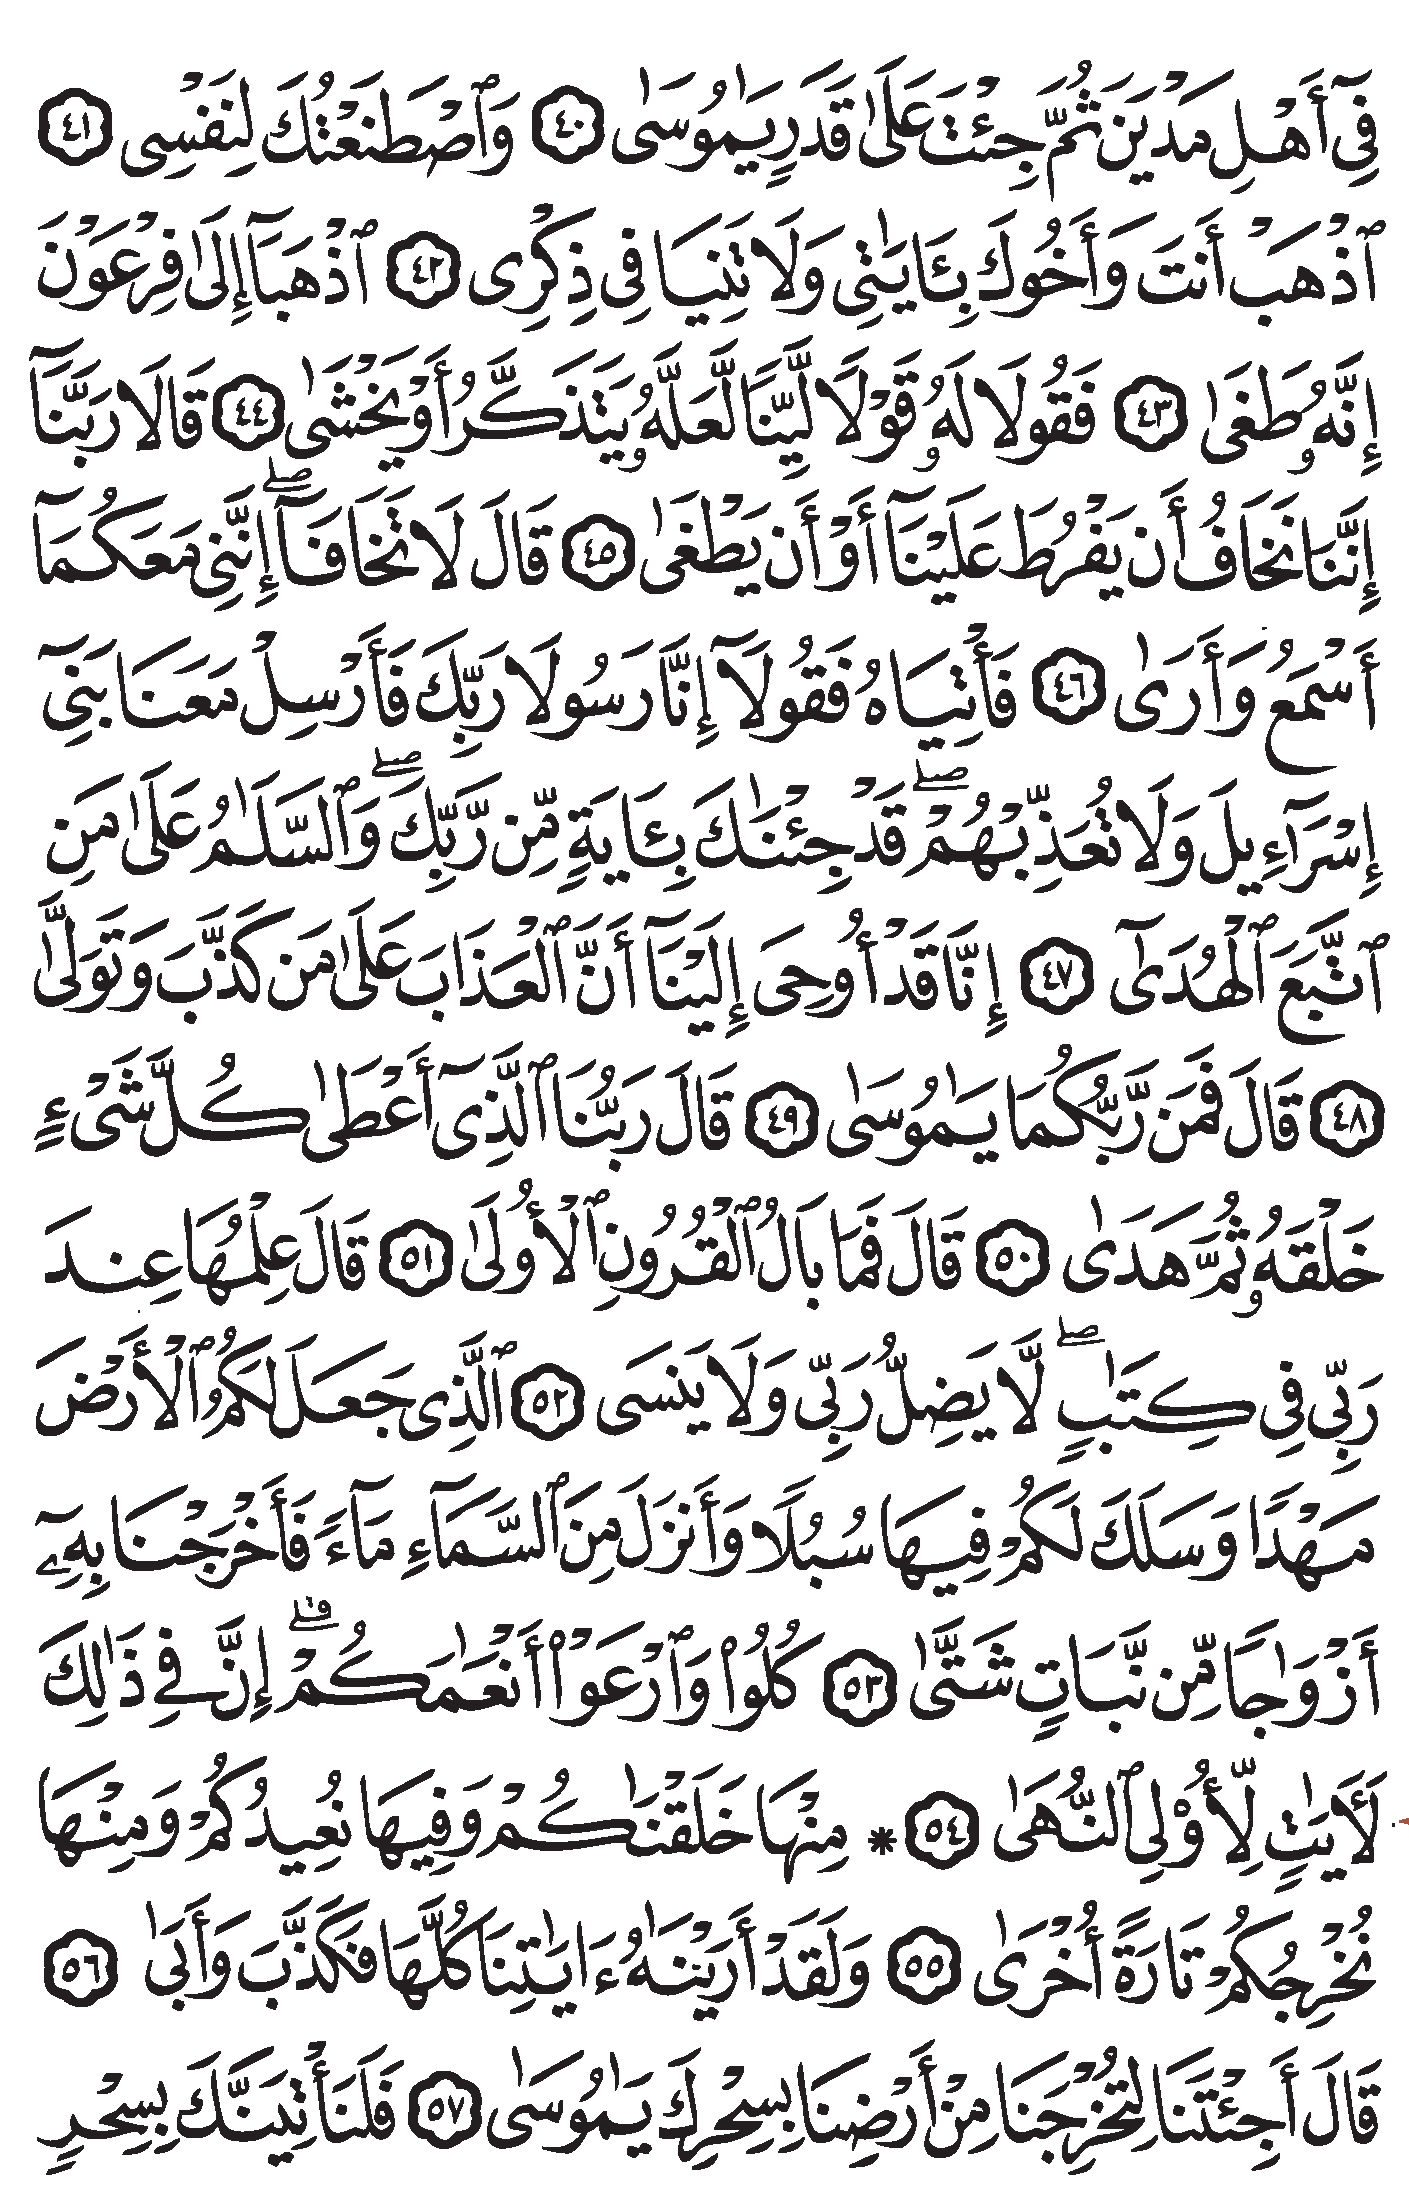 فِىٓ أَهْلِ مَدْيَنَ ثُمَّ جِئْتَ عَلَىٰ قَدَرٍ يَـٰمُوسَىٰ ٤٠ وَٱصْطَنَعْتُكَ لِنَفْسِى ٤١
ٱذْهَبْ أَنتَ وَأَخُوكَ بِـَٔايَـٰتِى وَلَا تَنِيَا فِى ذِكْرِى ٤٢ ٱذْهَبَآ إِلَىٰ فِرْعَوْنَ
إِنَّهُۥ طَغَىٰ ٤٣ فَقُولَا لَهُۥ قَوْلًا لَّيِّنًا لَّعَلَّهُۥ يَتَذَكَّرُ أَوْ يَخْشَىٰ ٤٤ قَالَا رَبَّنَآ
إِنَّنَا نَخَافُ أَن يَفْرُطَ عَلَيْنَآ أَوْ أَن يَطْغَىٰ ٤٥ قَالَ لَا تَخَافَآ ۖ إِنَّنِى مَعَكُمَآ
أَسْمَعُ وَأَرَىٰ ٤٦ فَأْتِيَاهُ فَقُولَآ إِنَّا رَسُولَا رَبِّكَ فَأَرْسِلْ مَعَنَا بَنِىٓ
إِسْرَٰٓءِيلَ وَلَا تُعَذِّبْهُمْ ۖ قَدْ جِئْنَـٰكَ بِـَٔايَةٍ مِّن رَّبِّكَ ۖ وَٱلسَّلَـٰمُ عَلَىٰ مَنِ
ٱتَّبَعَ ٱلْهُدَىٰٓ ٤٧ إِنَّا قَدْ أُوحِىَ إِلَيْنَآ أَنَّ ٱلْعَذَابَ عَلَىٰ مَن كَذَّبَ وَتَوَلَّىٰ
٤٨ قَالَ فَمَن رَّبُّكُمَا يَـٰمُوسَىٰ ٤٩ قَالَ رَبُّنَا ٱلَّذِىٓ أَعْطَىٰ كُلَّ شَىْءٍ
خَلْقَهُۥ ثُمَّ هَدَىٰ ٥٠ قَالَ فَمَا بَالُ ٱلْقُرُونِ ٱلْأُولَىٰ ٥١ قَالَ عِلْمُهَا عِندَ
رَبِّى فِى كِتَـٰبٍ ۖ لَّا يَضِلُّ رَبِّى وَلَا يَنسَى ٥٢ ٱلَّذِى جَعَلَ لَكُمُ ٱلْأَرْضَ
مَهْدًا وَسَلَكَ لَكُمْ فِيهَا سُبُلًا وَأَنزَلَ مِنَ ٱلسَّمَآءِ مَآءً فَأَخْرَجْنَا بِهِۦٓ
أَزْوَٰجًا مِّن نَّبَاتٍ شَتَّىٰ ٥٣ كُلُوا۟ وَٱرْعَوْا۟ أَنْعَـٰمَكُمْ ۗ إِنَّ فِى ذَٰلِكَ
لَـَٔايَـٰتٍ لِّأُو۟لِى ٱلنُّهَىٰ ٥٤ * مِنْهَا خَلَقْنَـٰكُمْ وَفِيهَا نُعِيدُكُمْ وَمِنْهَا
نُخْرِجُكُمْ تَارَةً أُخْرَىٰ ٥٥ وَلَقَدْ أَرَيْنَـٰهُ ءَايَـٰتِنَا كُلَّهَا فَكَذَّبَ وَأَبَىٰ ٥٦
قَالَ أَجِئْتَنَا لِتُخْرِجَنَا مِنْ أَرْضِنَا بِسِحْرِكَ يَـٰمُوسَىٰ ٥٧ فَلَنَأْتِيَنَّكَ بِسِحْرٍ